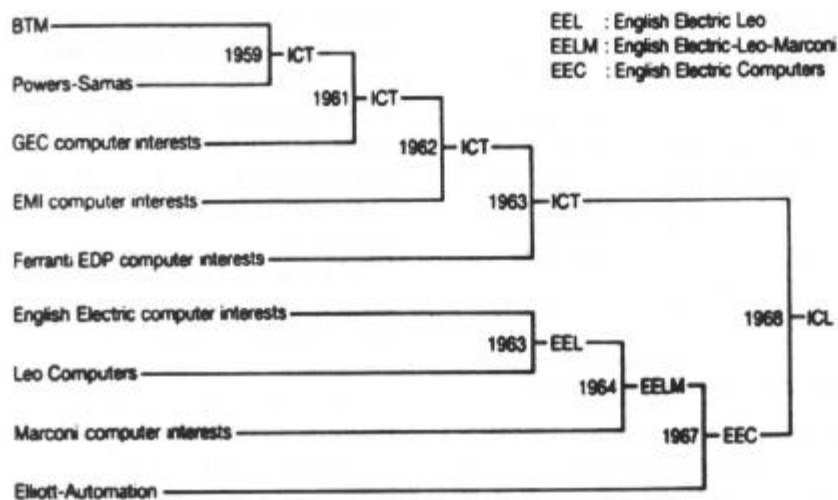 BTM
EEL : English Electric Leo
EELM : English Electric-Leo-Marconi
EEC : English Electric Computers
1959 ICT
Powers-Samas
1961 ICT
GEC computer interests
1962 ICT
EMI computer interests
1963 ICT
Ferranti EDP computer interests
English Electric computer interests
1968 ICL
1963 EEL
Leo Computers
1964 EELM
Marconi computer interests
1967 EEC
Elliott-Automation